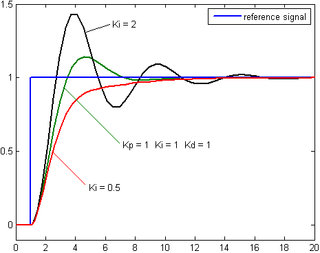 1.5
reference signal
Ki = 2
1
Kp = 1 Ki = 1 Kd = 1
0.5
Ki = 0.5
0
0 2 4 6 8 10 12 14 16 18 20